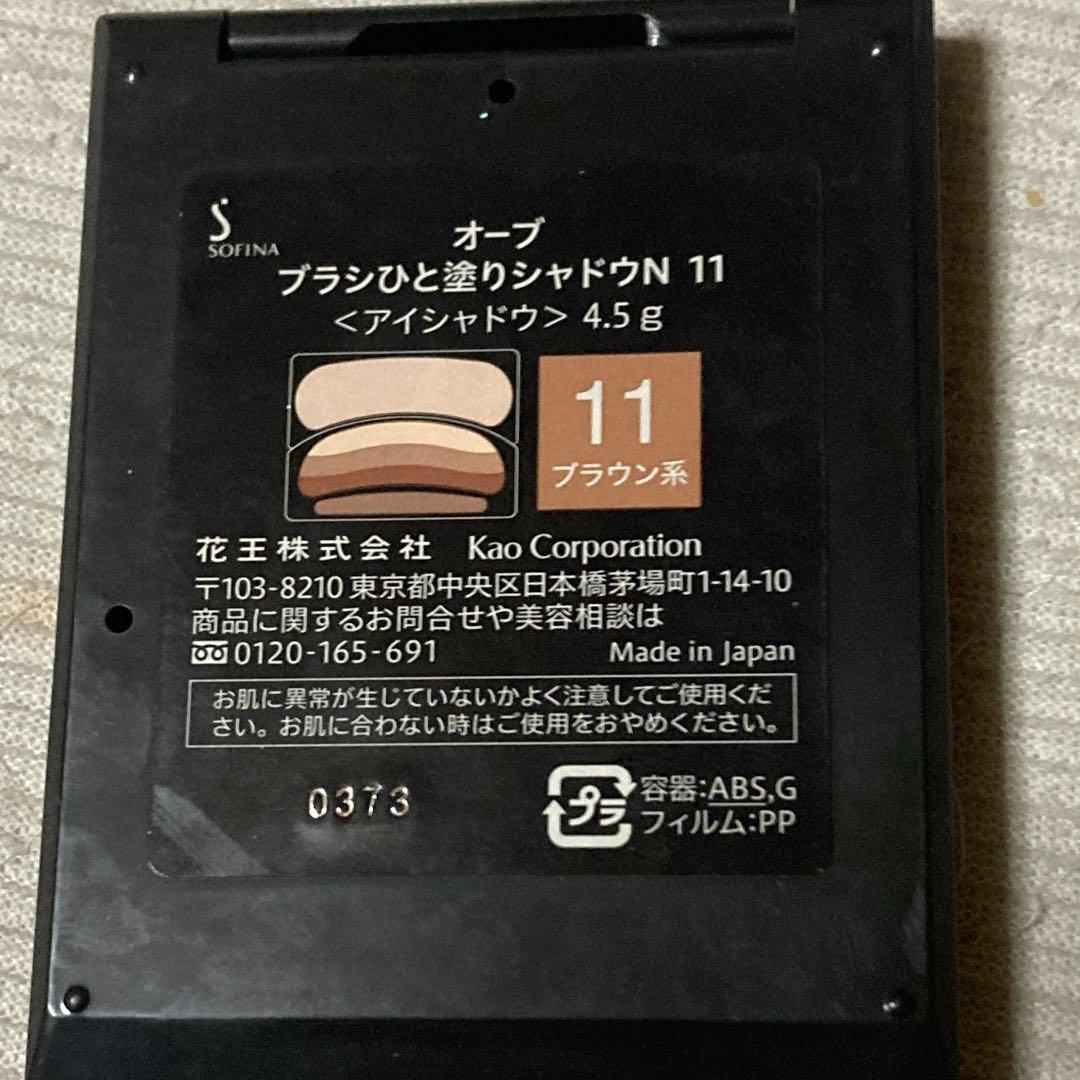 SOFINA
オーブ
ブラシひと塗りシャドウN 11
<アイシャドウ> 4.5g
11
ブラウン系
花王株式会社 Kao Corporation
〒103-8210 東京都中央区日本橋茅場町1-14-10
商品に関するお問合せや美容相談は
0120-165-691 Made in Japan
お肌に異常が生じていないかよく注意してご使用くだ
さい。お肌に合わない時はご使用をおやめください。
0373
プラ 容器:ABS,G
フィルム:PP